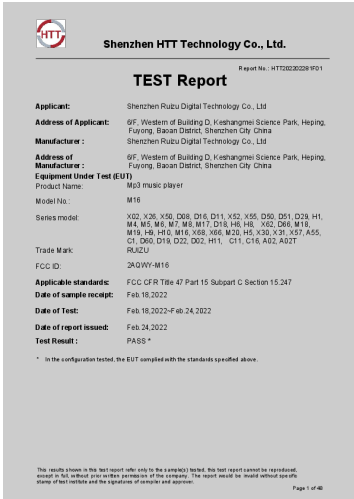 HTT
Shenzhen HTT Technology Co., Ltd.
Report No.: HTT202202281F01
TEST Report
Applicant: Shenzhen Ruizu Digital Technology Co., Ltd
Address of Applicant: 6/F, Western of Building D, Keshangmei Science Park, Heping,
Fuyong, Baoan District, Shenzhen City China
Manufacturer : Shenzhen Ruizu Digital Technology Co., Ltd
Address of 6/F, Western of Building D, Keshangmei Science Park, Heping,
Manufacturer : Fuyong, Baoan District, Shenzhen City China
Equipment Under Test (EUT)
Product Name: Mp3 music player
Model No.: M16
Series model: X02, X26, X50, D08, D16, D11, X52, X55, D50, D51, D29, H1,
M4, M5, M6, M7, M8, M17, D18, H6, H8, X62, D66, M18,
M19, H9, H10, M16, X68, X66, M20, H5, X30, X31, X57, A55,
C1, D60, D19, D22, D02, H11, C11, C16, A02, A02T
Trade Mark: RUIZU
FCC ID: 2AQWY-M16
Applicable standards: FCC CFR Title 47 Part 15 Subpart C Section 15.247
Date of sample receipt: Feb.18,2022
Date of Test: Feb.18,2022~Feb.24,2022
Date of report issued: Feb.24,2022
Test Result : PASS *
* In the configuration tested, the EUT complied with the standards specified above.
This results shown in this test report refer only to the sample(s) tested, this test report cannot be reproduced,
except in full, without prior written permission of the company. The report would be invalid without specific
stamp of test institute and the signatures of compiler and approver.
Page 1 of 48